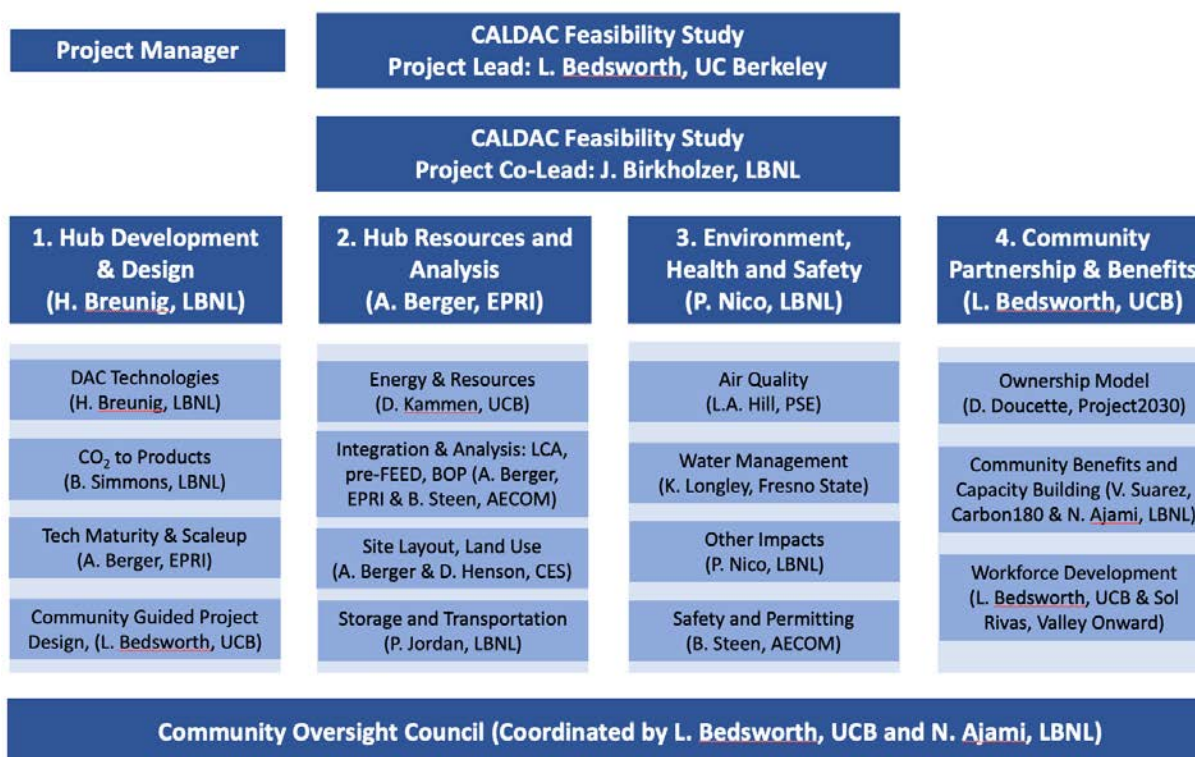 Project Manager
CALDAC Feasibility Study
Project Lead: L. Bedsworth, UC Berkeley
CALDAC Feasibility Study
Project Co-Lead: J. Birkholzer, LBNL
1. Hub Development
& Design
(H. Breunig, LBNL)
DAC Technologies
(H. Breunig, LBNL)
CO₂ to Products
(B. Simmons, LBNL)
Tech Maturity & Scaleup
(A. Berger, EPRI)
Community Guided Project
Design, (L. Bedsworth, UCB)
2. Hub Resources and
Analysis
(A. Berger, EPRI)
Energy & Resources
(D. Kammen, UCB)
Integration & Analysis: LCA,
pre-FEED, BOP (A. Berger,
EPRI & B. Steen, AECOM)
Site Layout, Land Use
(A. Berger & D. Henson, CES)
Storage and Transportation
(P. Jordan, LBNL)
3. Environment,
Health and Safety
(P. Nico, LBNL)
Air Quality
(L.A. Hill, PSE)
Water Management
(K. Longley, Fresno State)
Other Impacts
(P. Nico, LBNL)
Safety and Permitting
(B. Steen, AECOM)
4. Community
Partnership & Benefits
(L. Bedsworth, UCB)
Ownership Model
(D. Doucette, Project2030)
Community Benefits and
Capacity Building (V. Suarez,
Carbon180 & N. Ajami, LBNL)
Workforce Development
(L. Bedsworth, UCB & Sol
Rivas, Valley Onward)
Community Oversight Council (Coordinated by L. Bedsworth, UCB and N. Ajami, LBNL)